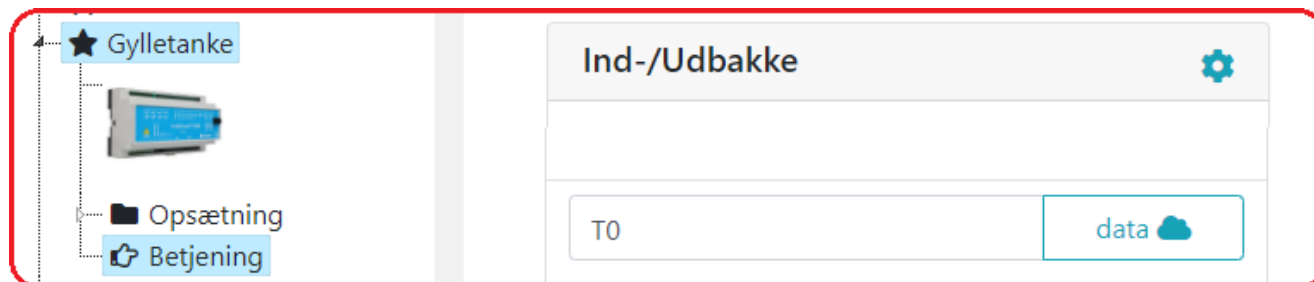 Gylletanke
Opsætning
Betjening
Ind-/Udbakke
T0
data